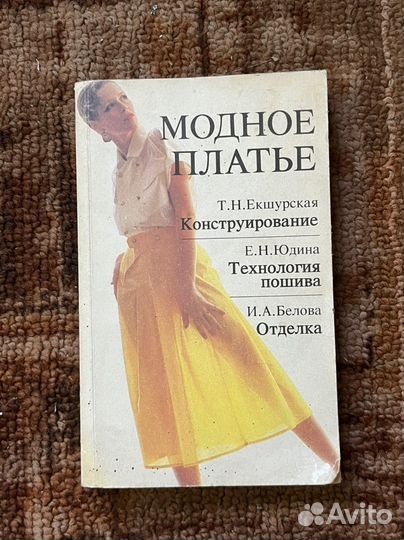 МОДНОЕ
ПЛАТЬЕ
Т.Н.Екшурская
Конструирование
Е.Н.Юдина
Технология
пошива
И.А.Белова
Отделка
Avito